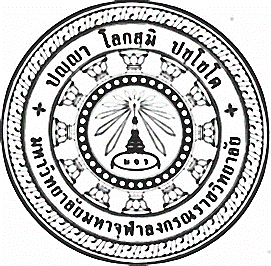 ปญฺญา โลกสฺมิ ปชฺโชโต
มหาวิทยาลัยมหาจุฬาลงกรณราชวิทยาลัย